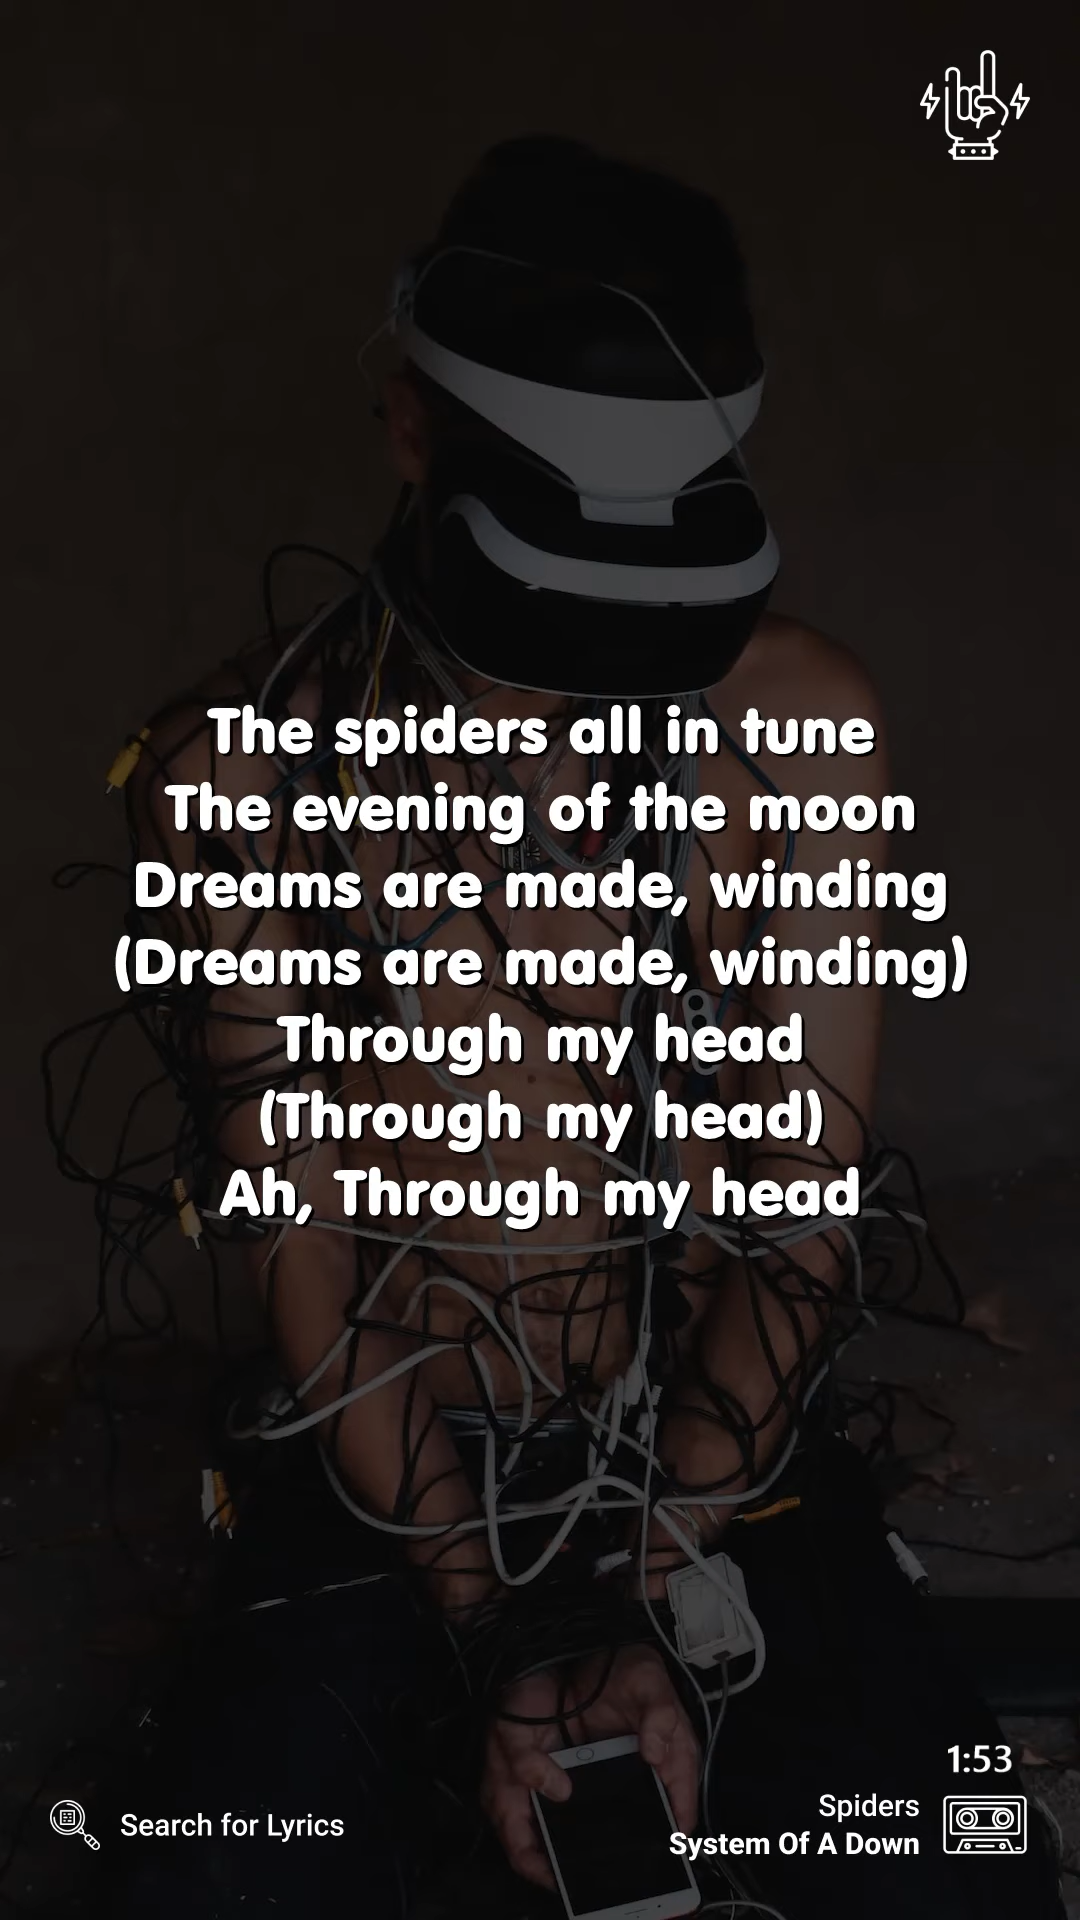 The spiders all in tune
The evening of the moon
Dreams are made, winding
(Dreams are made, winding)
Through my head
(Through my head)
Ah, Through my head
1:53
Search for Lyrics
Spiders
System Of A Down